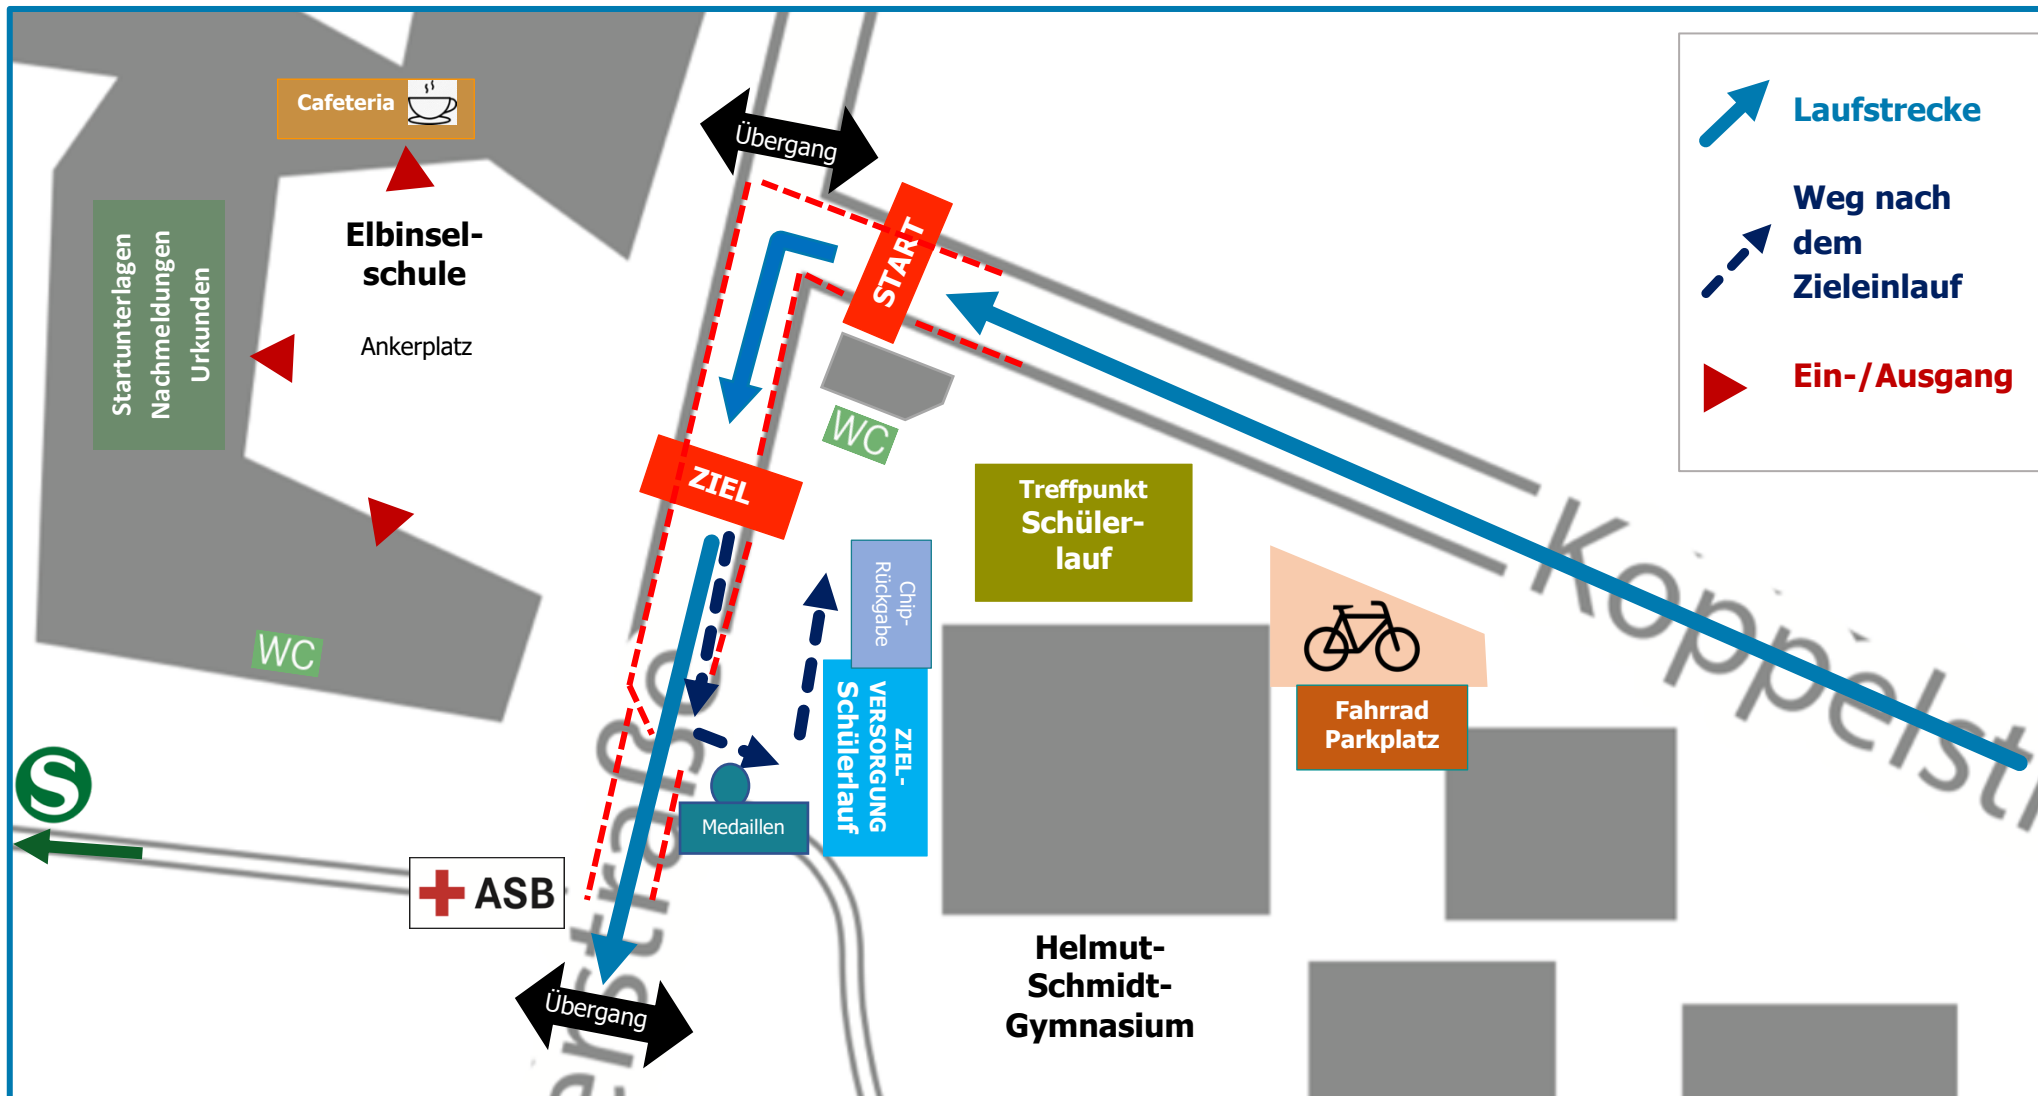 Cafeteria
Übergang
Laufstrecke
Weg nach
dem
Zieleinlauf
Ein-/Ausgang
Startunterlagen
Nachmeldungen
Urkunden
Elbinsel-
schule
Ankerplatz
START
WC
ZIEL
Treffpunkt
Schüler-
lauf
Chip-
Rückgabe
WC
ZIEL-
VERSORGUNG
Schülerlauf
Fahrrad
Parkplatz
S
Medaillen
ASB
Helmut-
Schmidt-
Gymnasium
Übergang